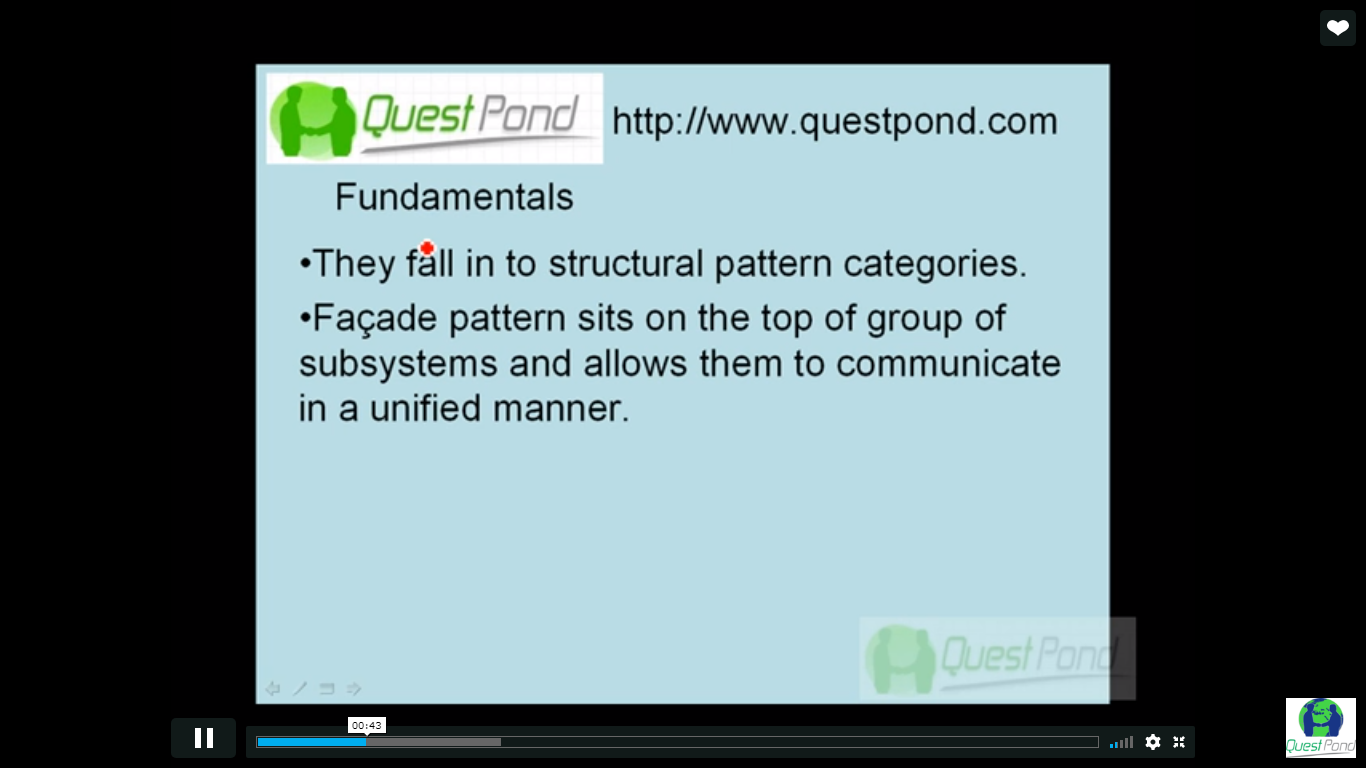 QuestPond
http://www.questpond.com
Fundamentals
•They fall in to structural pattern categories.
•Façade pattern sits on the top of group of
subsystems and allows them to communicate
in a unified manner.
QuestPond
00:43
QuestPond